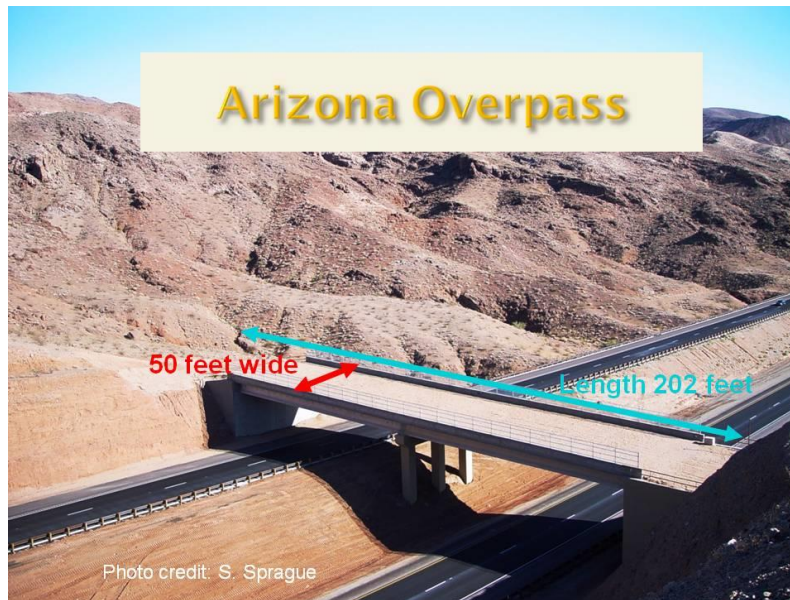 Arizona Overpass
50 feet wide
Length 202 feet
Photo credit: S. Sprague